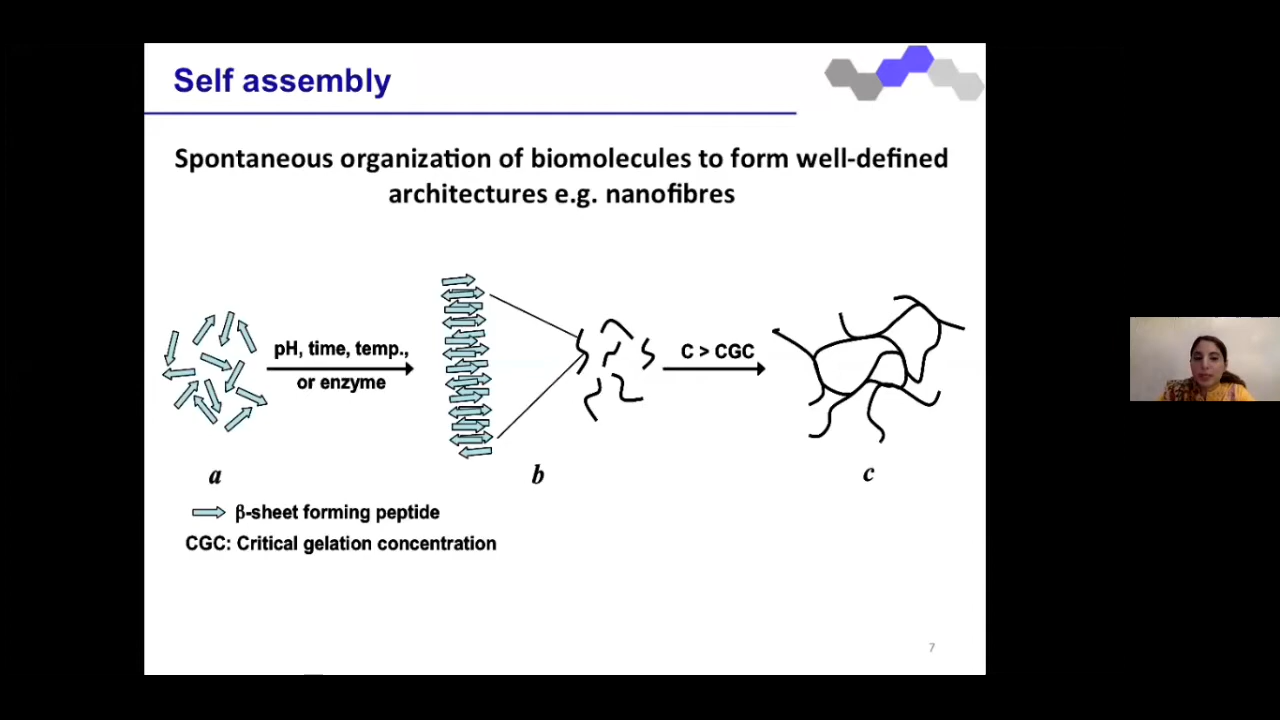 Self assembly
Spontaneous organization of biomolecules to form well-defined
architectures e.g. nanofibres
pH, time, temp.,
or enzyme
C > CGC
a
b
c
β-sheet forming peptide
CGC: Critical gelation concentration
7